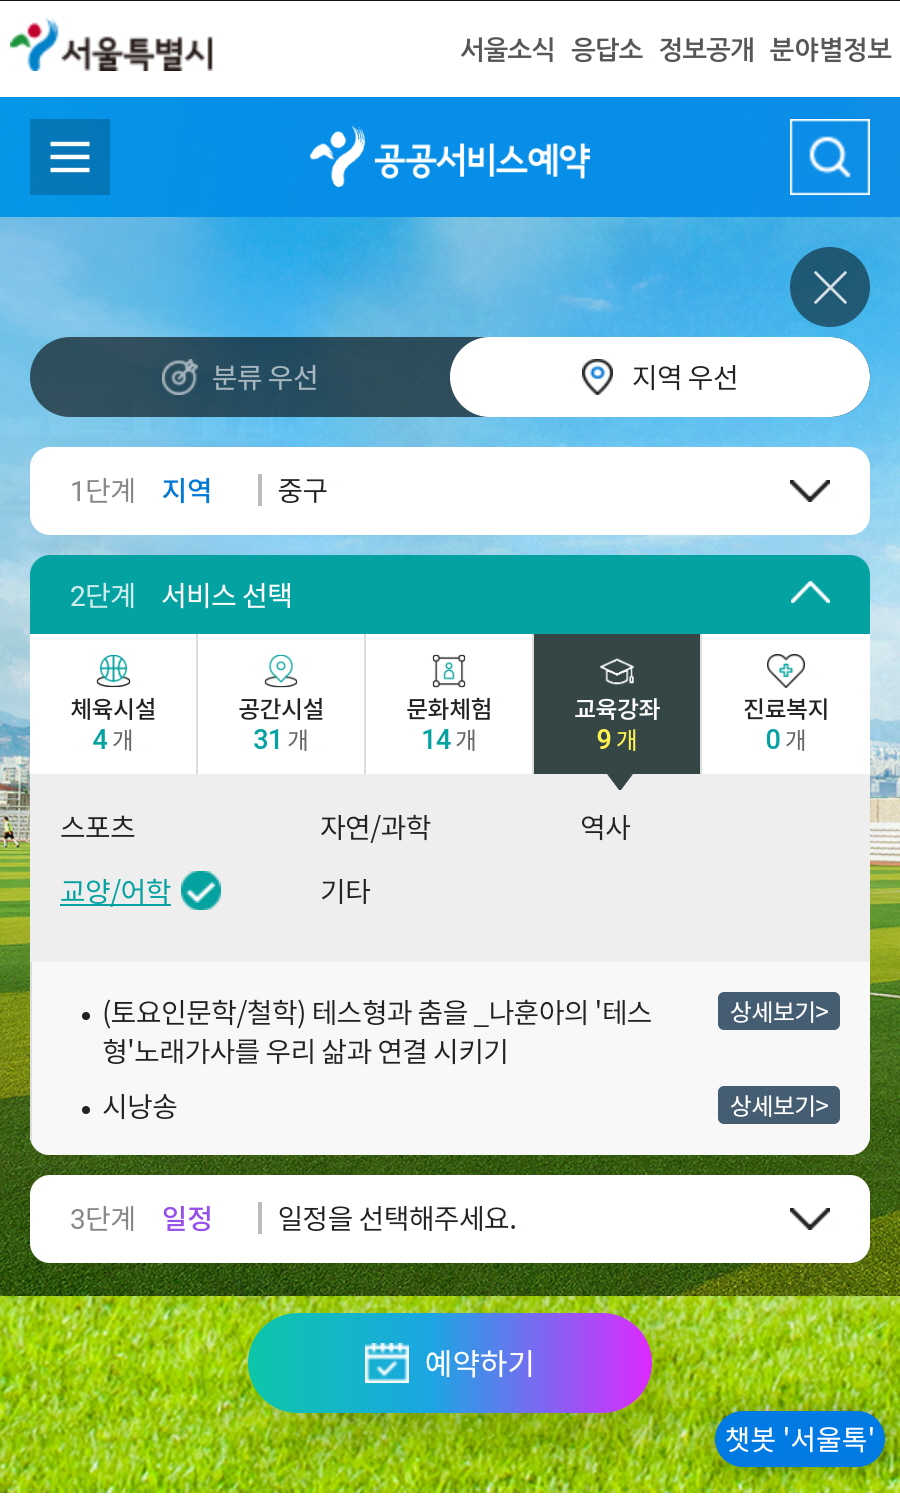 서울특별시
서울소식 응답소 정보공개 분야별정보
공공서비스예약
분류 우선
지역 우선
1단계 지역 중구
2단계 서비스 선택
체육시설
4 개
공간시설
31 개
문화체험
14 개
교육강좌
9 개
진료복지
0 개
스포츠 자연/과학 역사
교양/어학 기타
• (토요인문학/철학) 테스형과 춤을 _나훈아의 '테스 상세보기>
형'노래가사를 우리 삶과 연결 시키기
• 시낭송 상세보기>
3단계 일정 일정을 선택해주세요.
예약하기
챗봇 '서울톡'